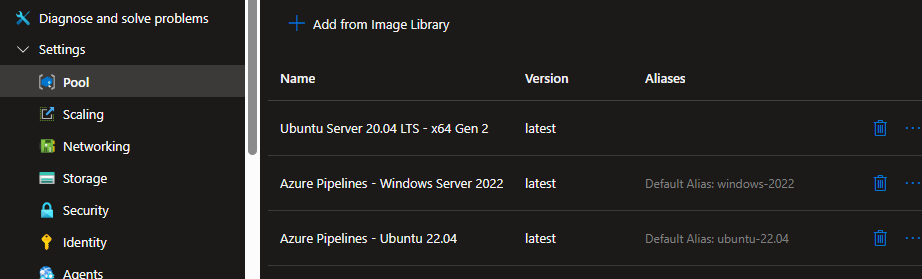 Diagnose and solve problems
Settings
Pool
Scaling
Networking
Storage
Security
Identity
Agents
Add from Image Library
Name Version Aliases
Ubuntu Server 20.04 LTS - x64 Gen 2 latest
Azure Pipelines - Windows Server 2022 latest Default Alias: windows-2022
Azure Pipelines - Ubuntu 22.04 latest Default Alias: ubuntu-22.04